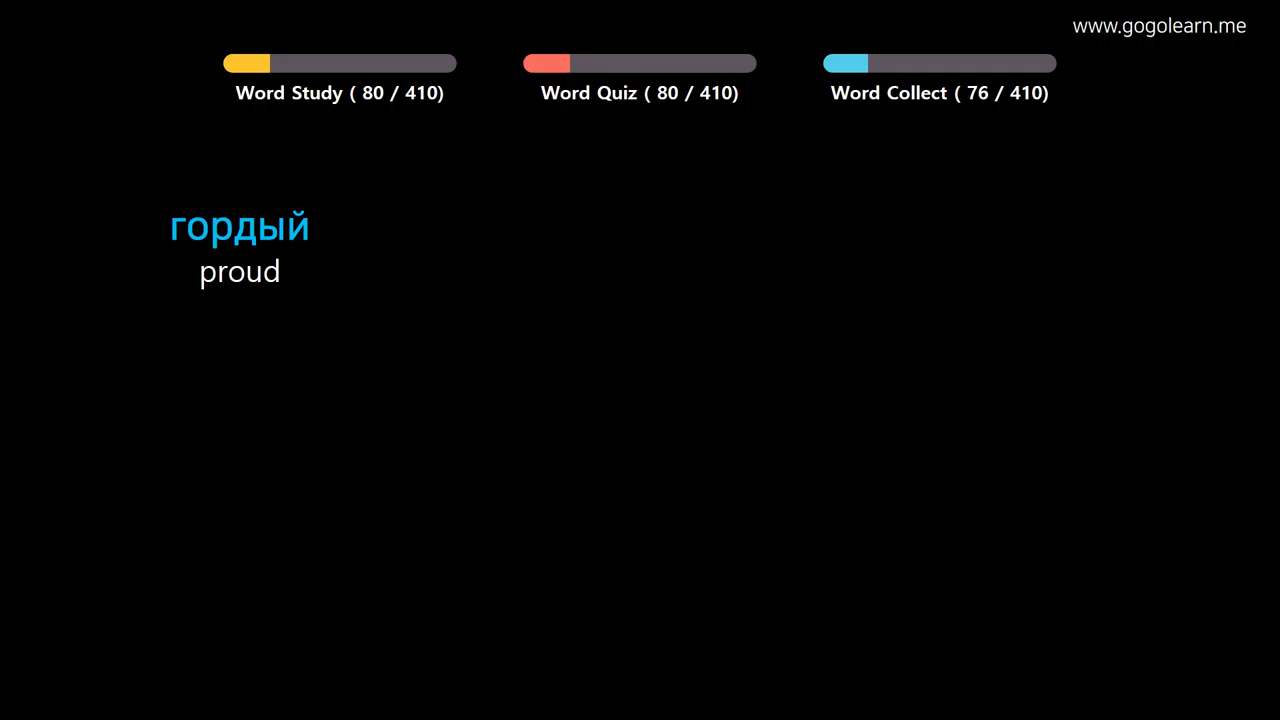 www.gogolearn.me
Word Study ( 80 / 410)
Word Quiz ( 80 / 410)
Word Collect ( 76 / 410)
гордый
proud